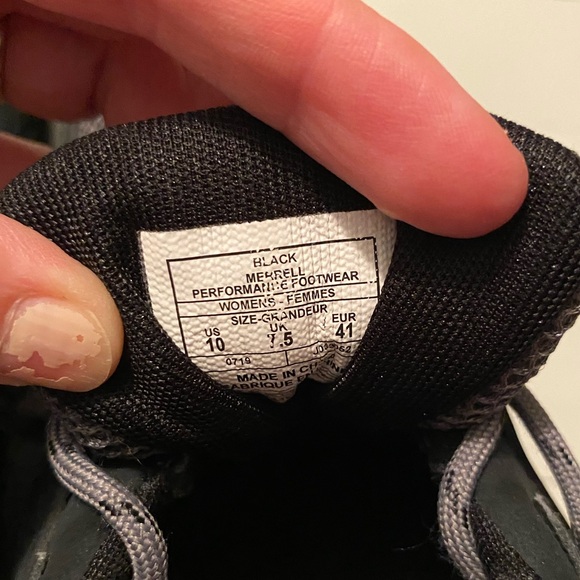 BLACK
MERRELL
PERFORMANCE FOOTWEAR
WOMENS - FEMMES
SIZE-GRANDEUR
US UK EUR
10 7.5 41
0719
MADE IN